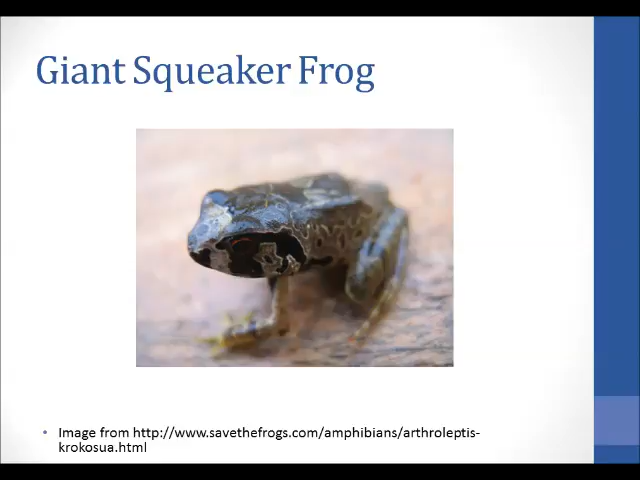 Giant Squeaker Frog
• Image from http://www.savethefrogs.com/amphibians/arthroleptis-
krokosua.html